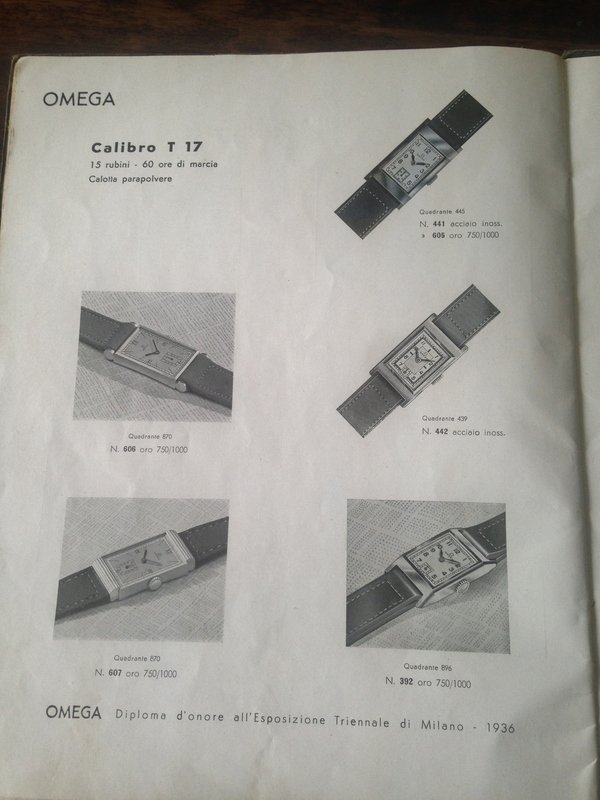 OMEGA
Calibro T 17
15 rubini - 60 ore di marcia
Calotta parapolvere
Quadrante 445
N. 441 acciaio inoss.
» 605 oro 750/1000
Quadrante 870
N. 606 oro 750/1000
Quadrante 439
N. 442 acciaio inoss.
Quadrante 870
N. 607 oro 750/1000
Quadrante 896
N. 392 oro 750/1000
OMEGA Diploma d'onore all'Esposizione Triennale di Milano - 1936